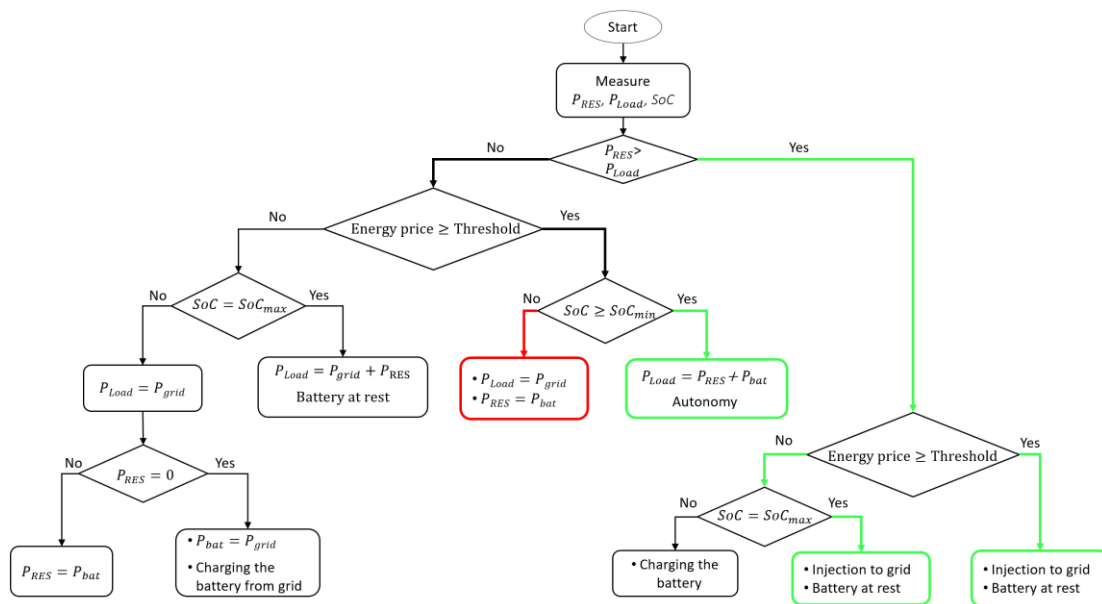 Start
Measure
P_RES, P_Load, SoC
P_RES>
P_Load
No
Yes
Energy price ≥ Threshold
No
Yes
SoC = SoC_max
No
Yes
SoC ≥ SoC_min
No
Yes
P_Load = P_grid
P_Load = P_grid + P_RES
Battery at rest
• P_Load = P_grid
• P_RES = P_bat
P_Load = P_RES + P_bat
Autonomy
P_RES = 0
No
Yes
P_RES = P_bat
• P_bat = P_grid
• Charging the
battery from grid
Energy price ≥ Threshold
No
Yes
SoC = SoC_max
No
Yes
• Charging the
battery
• Injection to grid
• Battery at rest
• Injection to grid
• Battery at rest